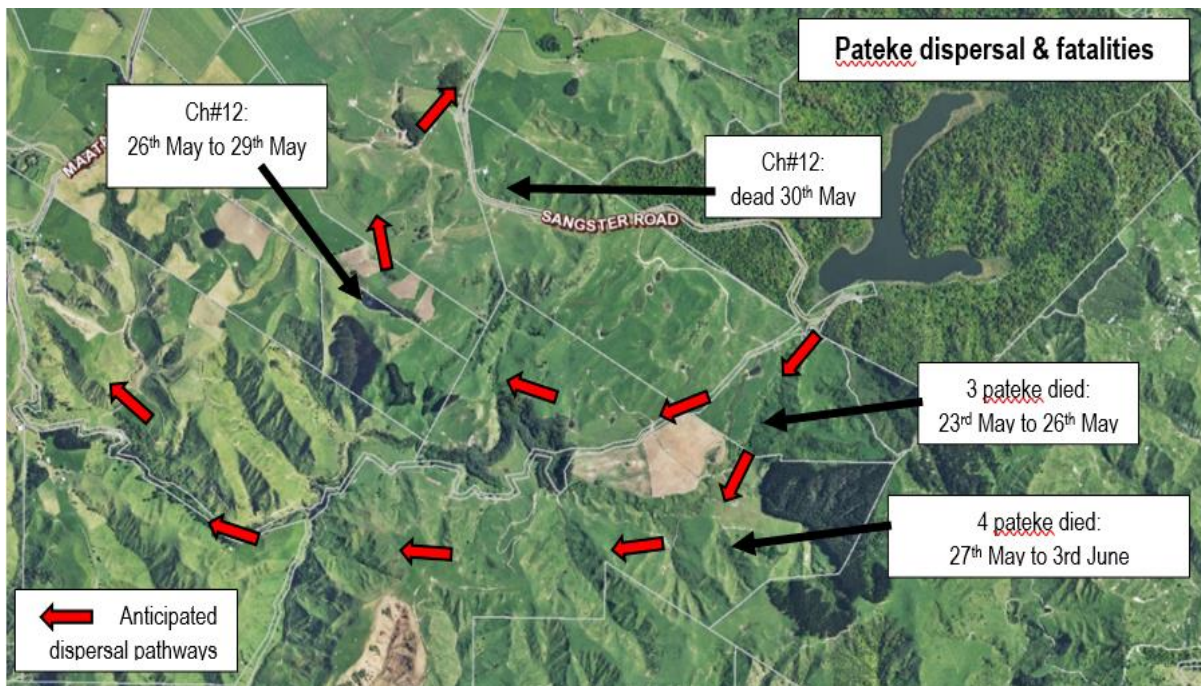 Pateke dispersal & fatalities
Ch#12:
26th May to 29th May
Ch#12:
dead 30th May
SANGSTER ROAD
3 pateke died:
23rd May to 26th May
4 pateke died:
27th May to 3rd June
Anticipated
dispersal pathways